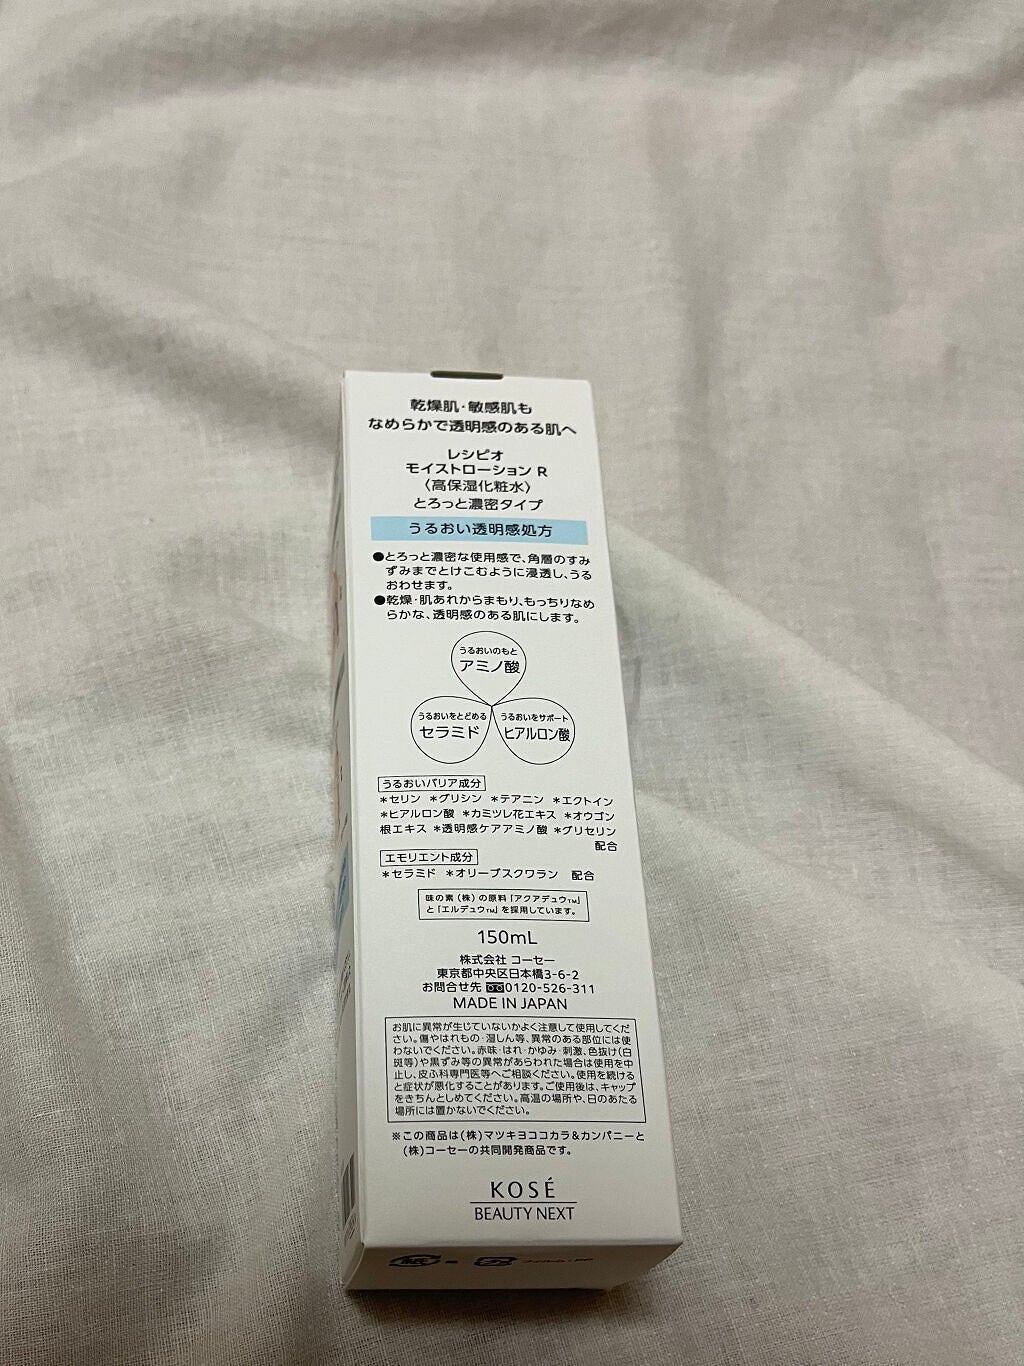 乾燥肌・敏感肌も
なめらかで透明感のある肌へ
レシピオ
モイストローション R
〈高保湿化粧水〉
とろっと濃密タイプ
うるおい透明感処方
●とろっと濃密な使用感で、角層のすみ
ずみまでとけこむように浸透し、うる
おわせます。
●乾燥・肌あれからまもり、もっちりなめ
らかな、透明感のある肌にします。
うるおいのもと
アミノ酸
うるおいをとどめる
セラミド
うるおいをサポート
ヒアルロン酸
うるおいバリア成分
＊セリン ＊グリシン ＊テアニン ＊エクトイン
＊ヒアルロン酸 ＊カミツレ花エキス ＊オウゴン
根エキス ＊透明感ケアアミノ酸 ＊グリセリン
配合
エモリエント成分
＊セラミド ＊オリーブスクワラン 配合
味の素（株）の原料「アクアデュウTM」
と「エルデュウTM」を採用しています。
150mL
株式会社 コーセー
東京都中央区日本橋3-6-2
お問合せ先 0120-526-311
MADE IN JAPAN
お肌に異常が生じていないかよく注意して使用してくだ
さい。傷やはれもの・湿しん等、異常のある部位には使
わないでください。赤味・はれ・かゆみ・刺激、色抜け（白
斑等）や黒ずみ等の異常があらわれた場合は使用を中
止し、皮ふ科専門医等へご相談ください。使用を続ける
と症状が悪化することがあります。ご使用後は、キャップ
をきちんとしめてください。高温の場所や、日のあたる
場所には置かないでください。
※この商品は（株）マツキヨココカラ＆カンパニーと
（株）コーセーの共同開発商品です。
KOSÉ
BEAUTY NEXT
紙